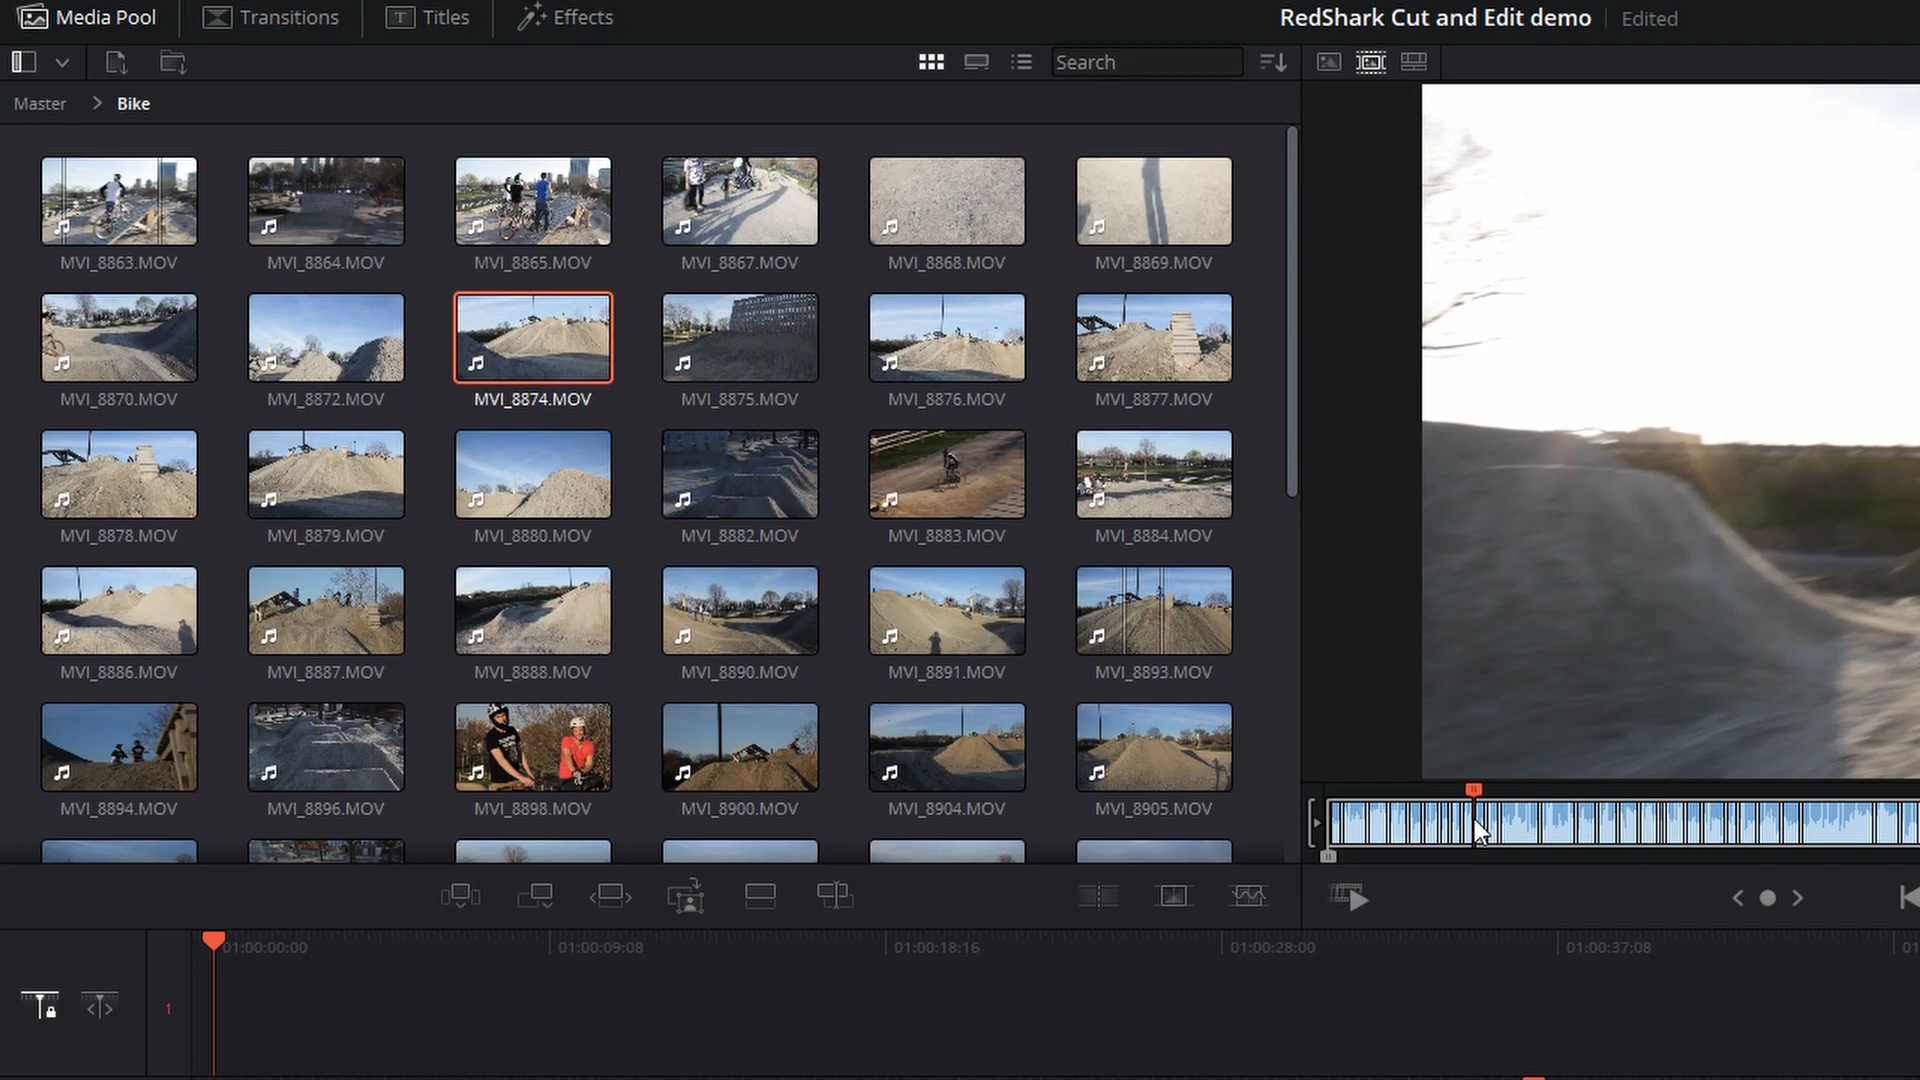 Media Pool Transitions Titles Effects RedShark Cut and Edit demo Edited
Search
Master > Bike
MVI_8863.MOV MVI_8864.MOV MVI_8865.MOV MVI_8867.MOV MVI_8868.MOV MVI_8869.MOV
MVI_8870.MOV MVI_8872.MOV MVI_8874.MOV MVI_8875.MOV MVI_8876.MOV MVI_8877.MOV
MVI_8878.MOV MVI_8879.MOV MVI_8880.MOV MVI_8882.MOV MVI_8883.MOV MVI_8884.MOV
MVI_8886.MOV MVI_8887.MOV MVI_8888.MOV MVI_8890.MOV MVI_8891.MOV MVI_8893.MOV
MVI_8894.MOV MVI_8896.MOV MVI_8898.MOV MVI_8900.MOV MVI_8904.MOV MVI_8905.MOV
01:00:00:00 01:00:09:08 01:00:18:16 01:00:28:00 01:00:37:08 01
1